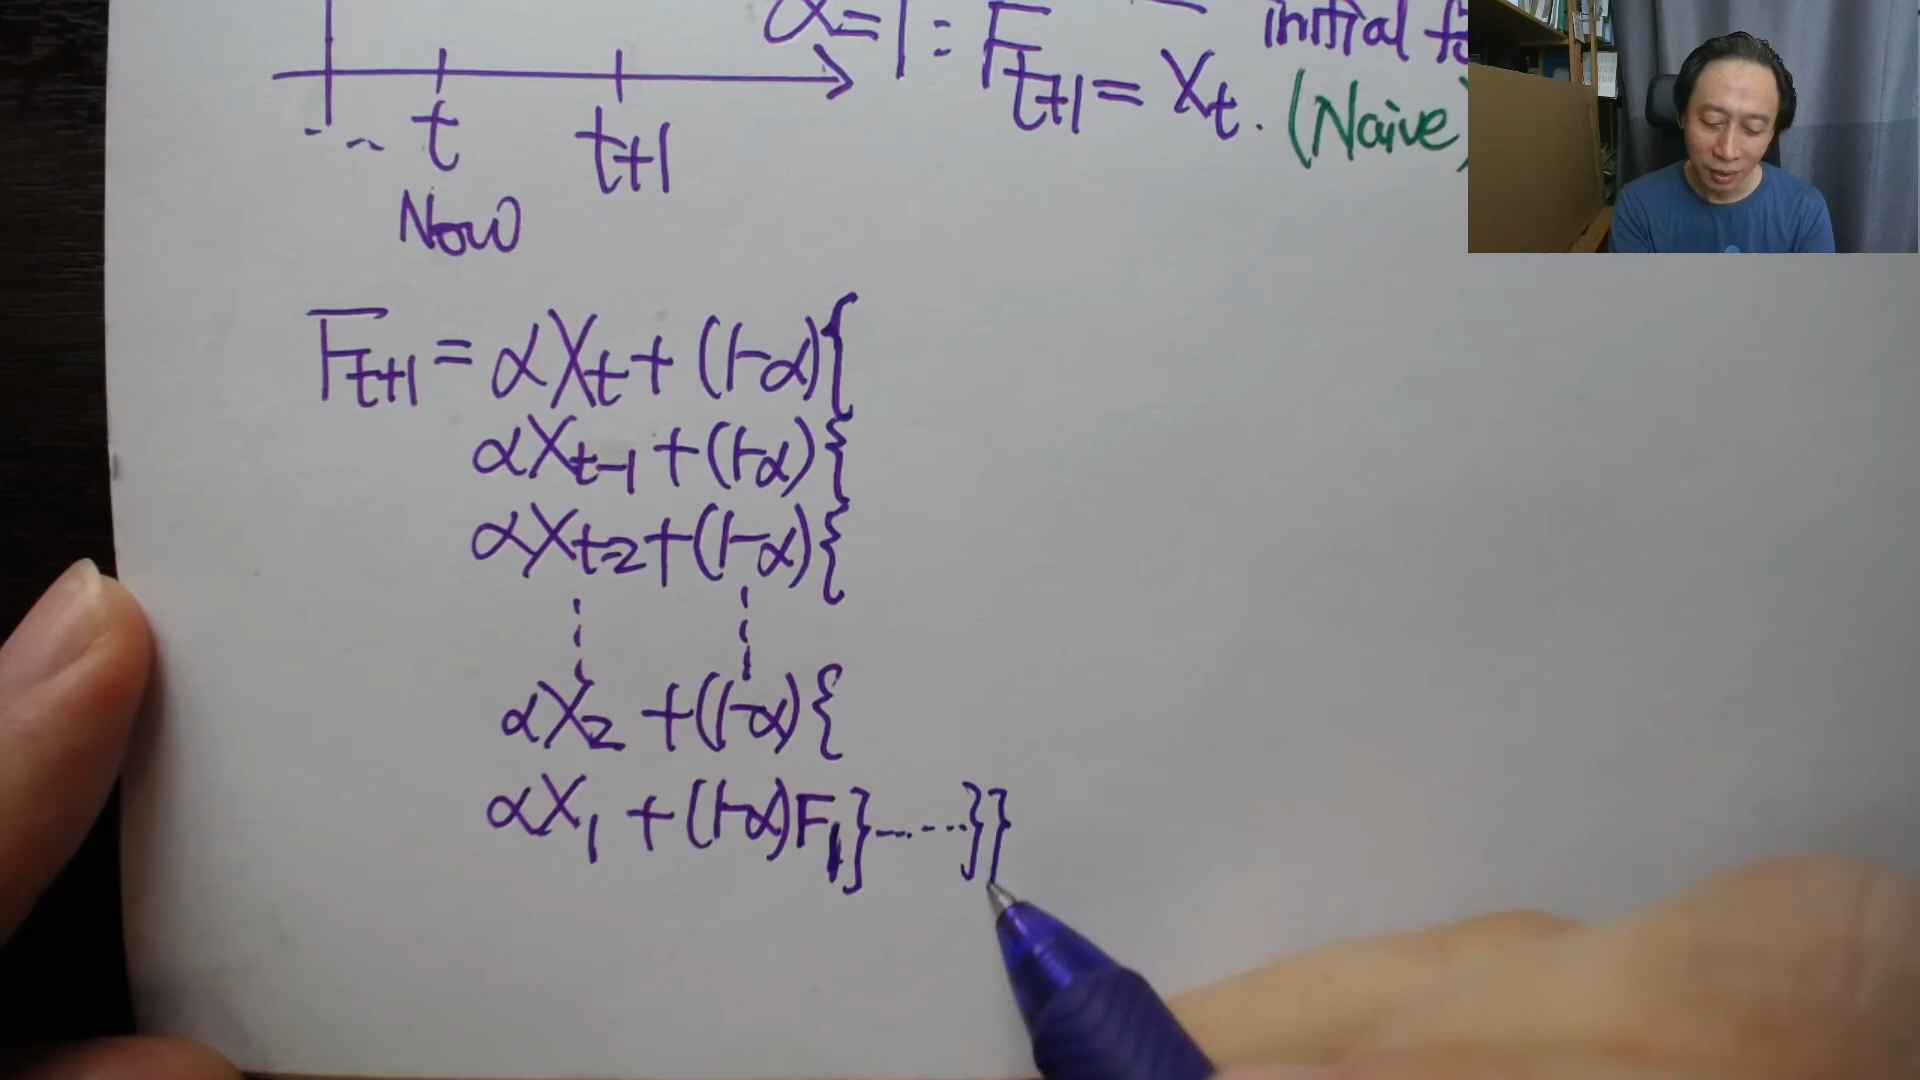 α=1: F_{t+1} = X_t. initial
(Naive)
t t+1
Now
F_{t+1} = αX_t + (1-α){
αX_{t-1} + (1-α){
αX_{t-2} + (1-α){
αX_2 + (1-α){
αX_1 + (1-α)F_1}......}}